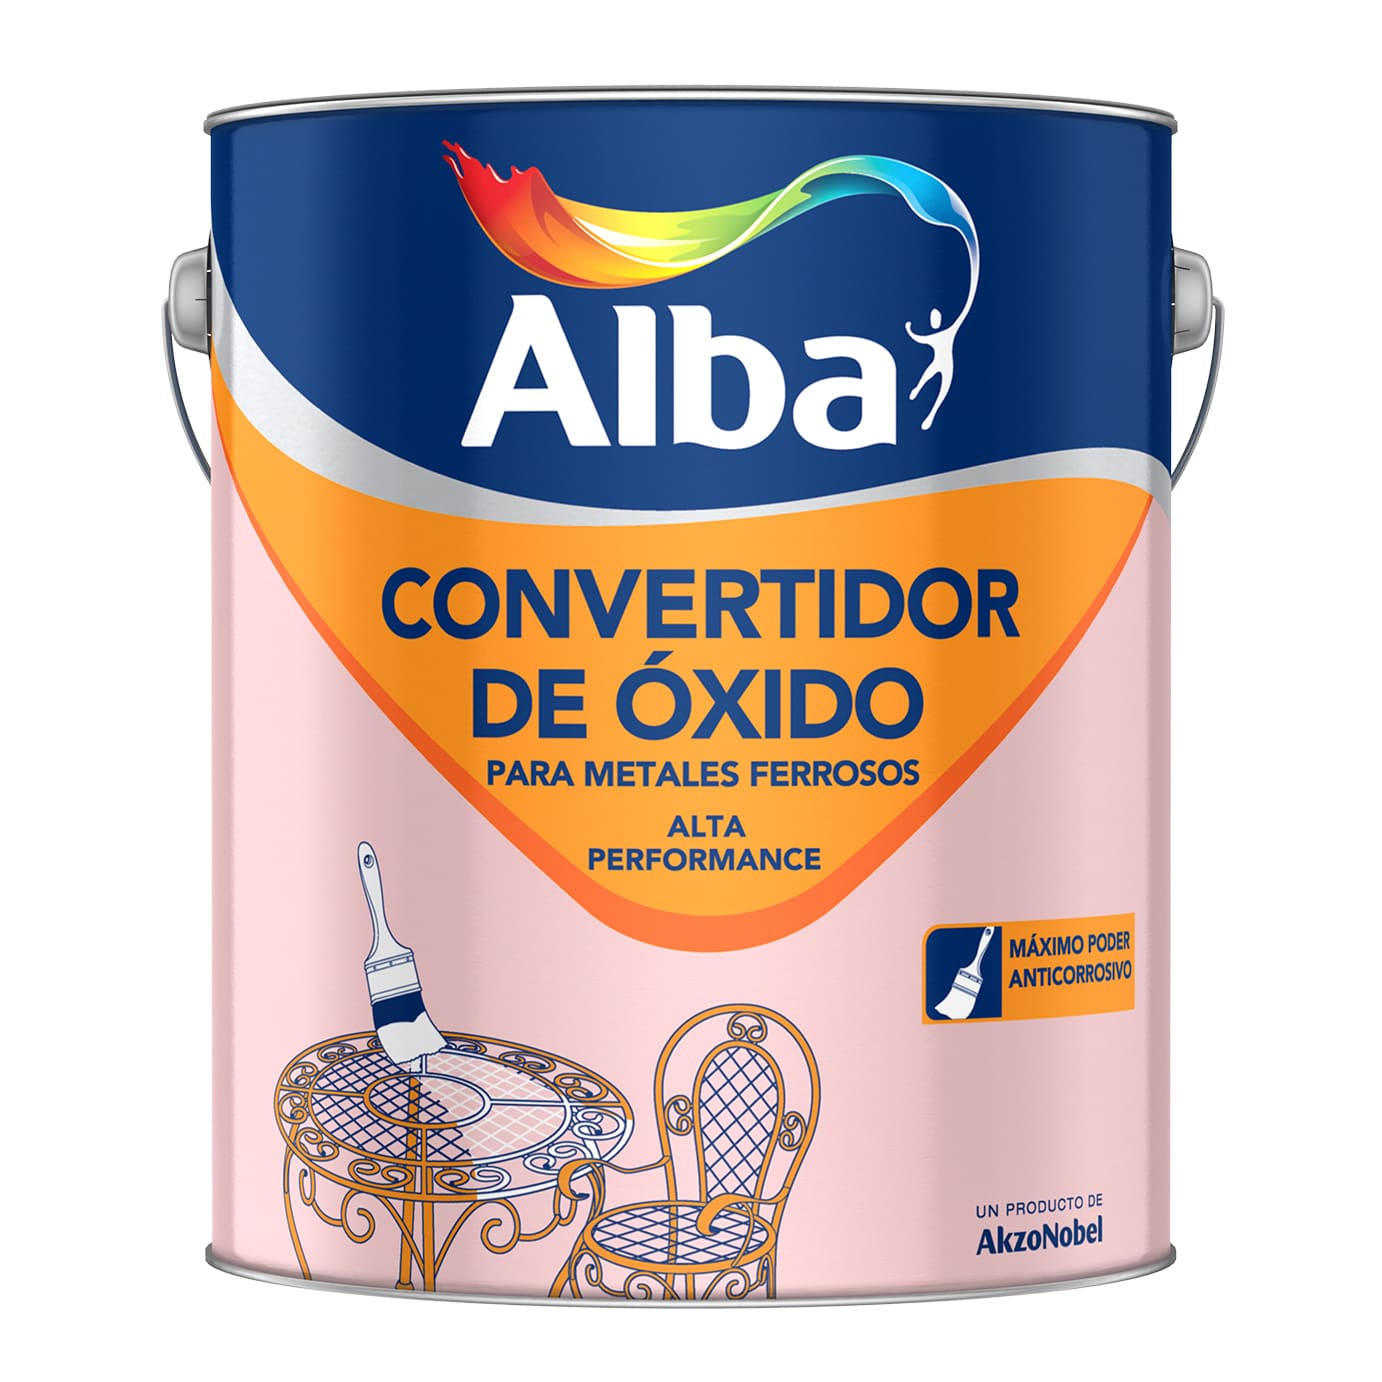 Alba
CONVERTIDOR
DE ÓXIDO
PARA METALES FERROSOS
ALTA
PERFORMANCE
MÁXIMO PODER
ANTICORROSIVO
UN PRODUCTO DE
AkzoNobel